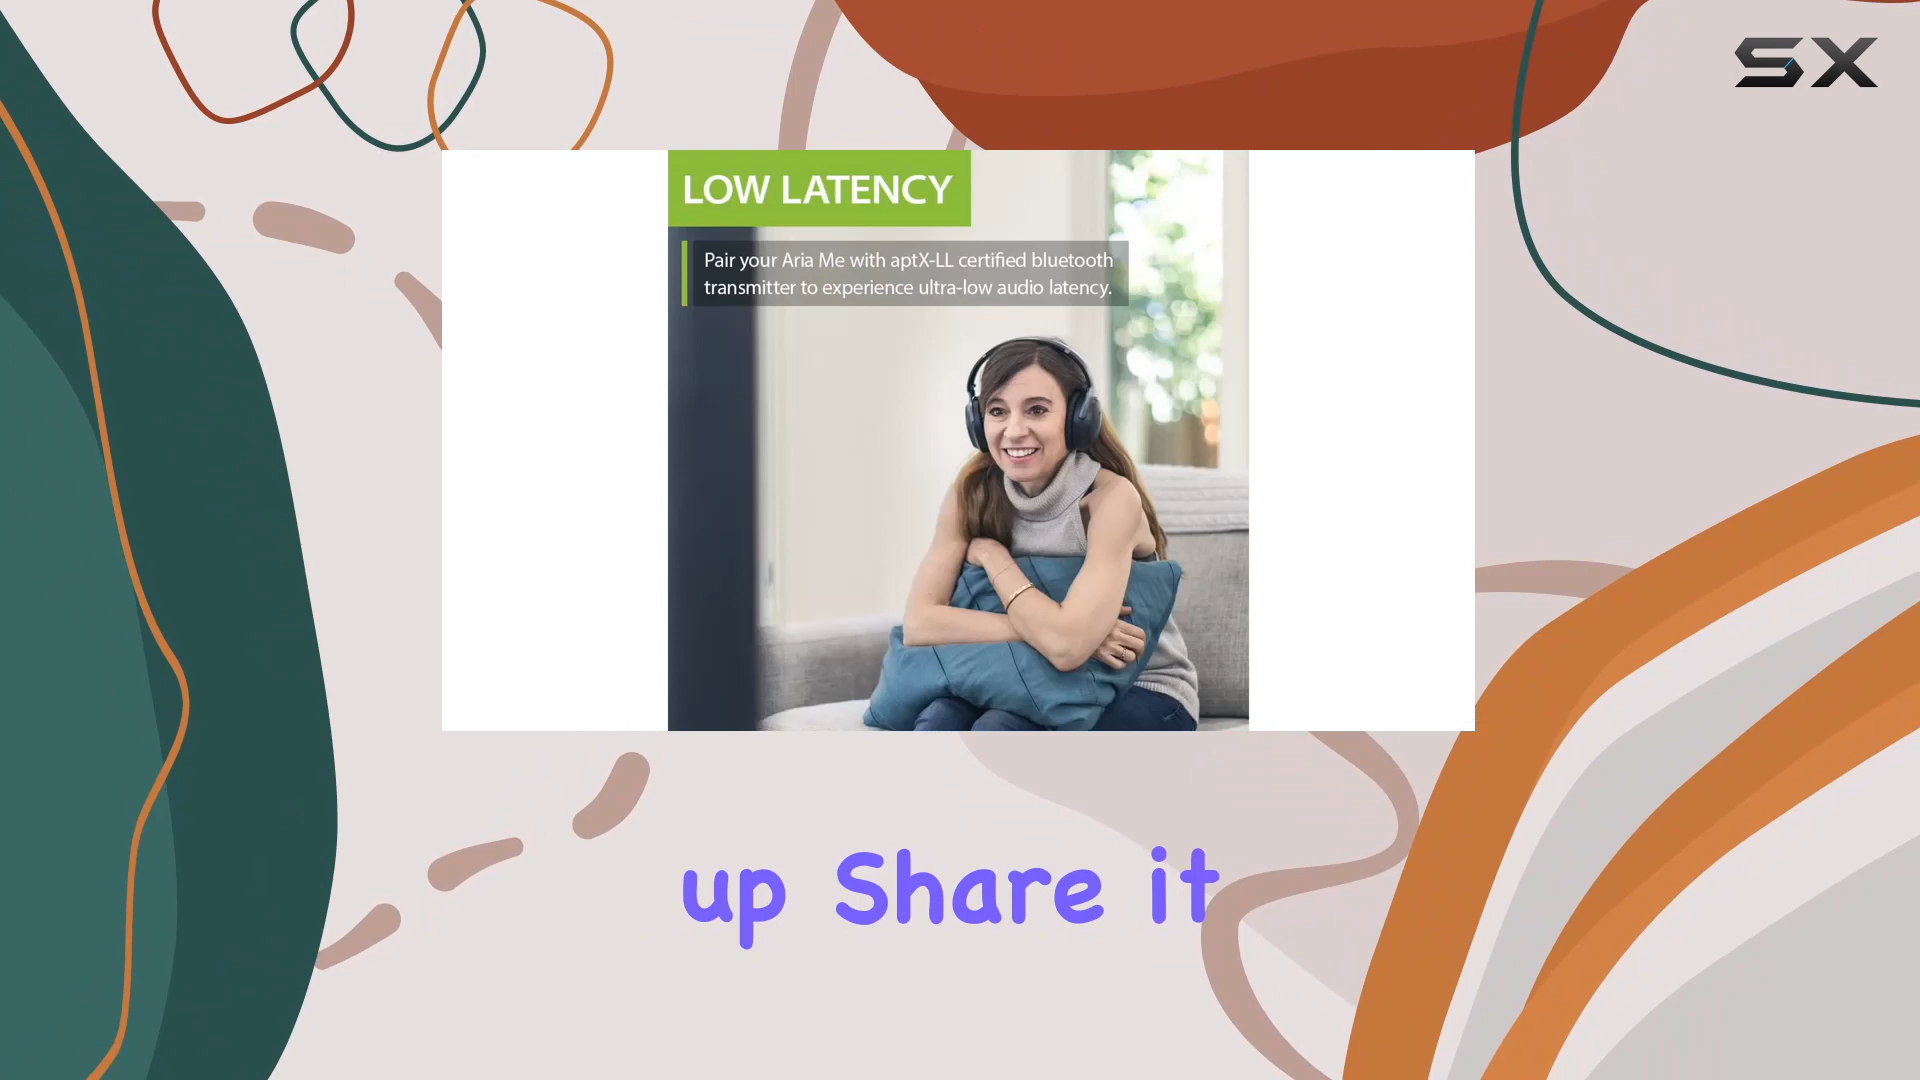 SX
LOW LATENCY
Pair your Aria Me with aptX-LL certified bluetooth
transmitter to experience ultra-low audio latency.
up Share it